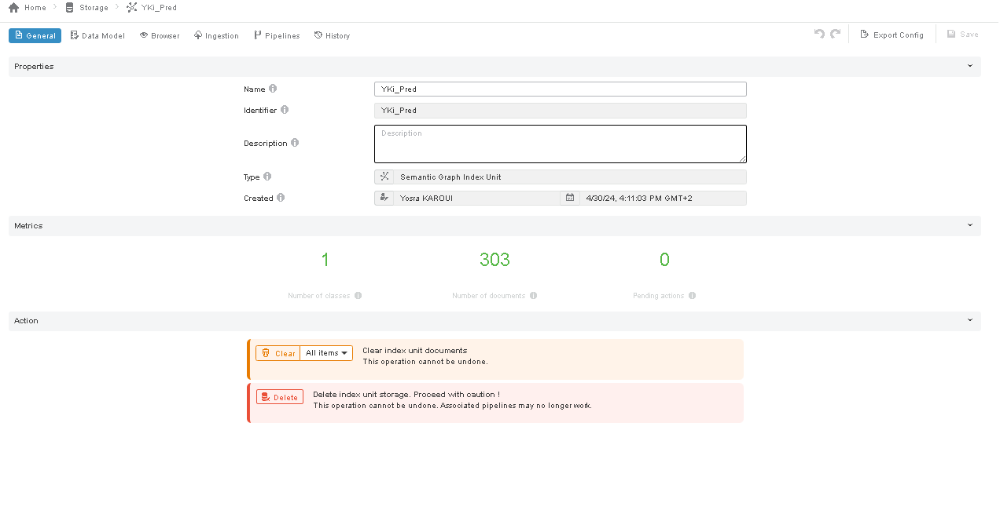 Home > Storage > YKi_Pred
General Data Model Browser Ingestion Pipelines History Export Config Save
Properties
Name YKi_Pred
Identifier YKi_Pred
Description Description
Type Semantic Graph Index Unit
Created Yosra KAROUI 4/30/24, 4:11:03 PM GMT+2
Metrics
1 303 0
Number of classes Number of documents Pending actions
Action
Clear All items Clear index unit documents
This operation cannot be undone.
Delete Delete index unit storage. Proceed with caution !
This operation cannot be undone. Associated pipelines may no longer work.